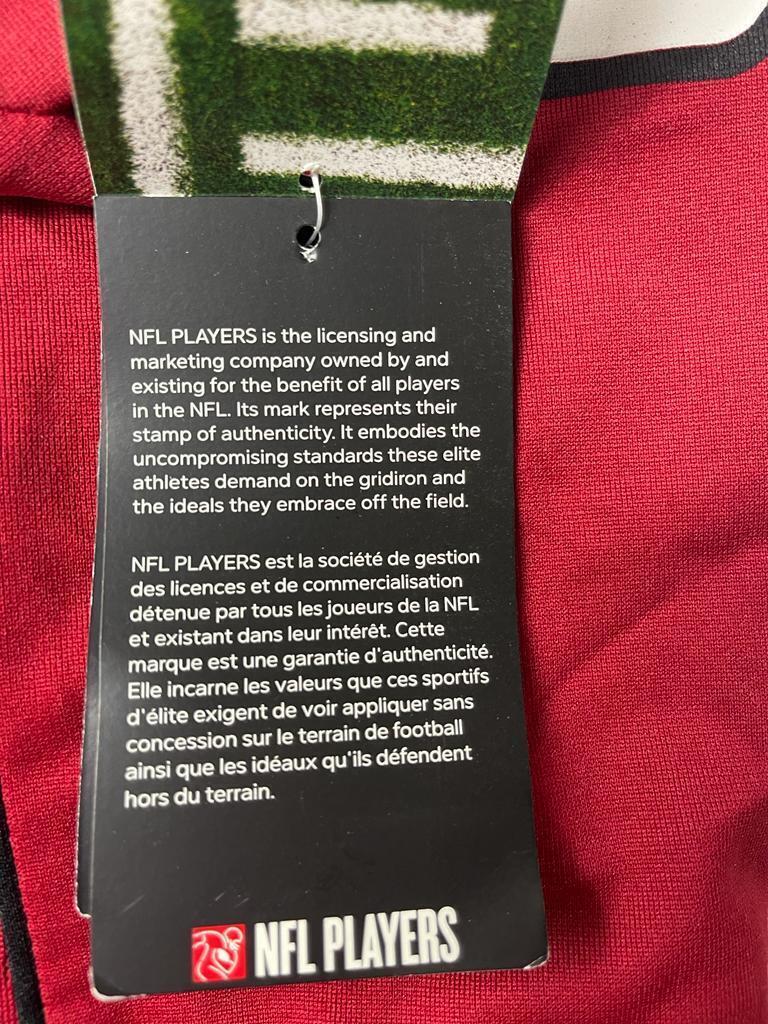 NFL PLAYERS is the licensing and
marketing company owned by and
existing for the benefit of all players
in the NFL. Its mark represents their
stamp of authenticity. It embodies the
uncompromising standards these elite
athletes demand on the gridiron and
the ideals they embrace off the field.
NFL PLAYERS est la société de gestion
des licences et de commercialisation
détenue par tous les joueurs de la NFL
et existant dans leur intérêt. Cette
marque est une garantie d'authenticité.
Elle incarne les valeurs que ces sportifs
d'élite exigent de voir appliquer sans
concession sur le terrain de football
ainsi que les idéaux qu'ils défendent
hors du terrain.
NFL PLAYERS